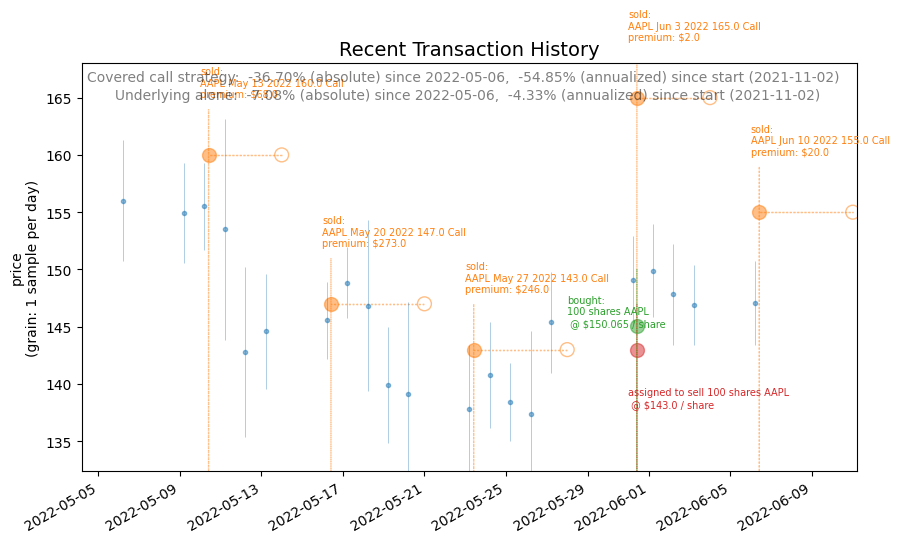 sold:
AAPL Jun 3 2022 165.0 Call
premium: $2.0
Recent Transaction History
Covered call strategy: -36.70% (absolute) since 2022-05-06, -54.85% (annualized) since start (2021-11-02)
Underlying alone: -7.08% (absolute) since 2022-05-06, -4.33% (annualized) since start (2021-11-02)
sold:
AAPL May 13 2022 160.0 Call
sold:
AAPL Jun 10 2022 155.0 Call
premium: $20.0
sold:
AAPL May 20 2022 147.0 Call
premium: $273.0
sold:
AAPL May 27 2022 143.0 Call
premium: $246.0
bought:
100 shares AAPL
@ $150.065 / share
assigned to sell 100 shares AAPL
@ $143.0 / share
price
(grain: 1 sample per day)
165
160
155
150
145
140
135
2022-05-05
2022-05-09
2022-05-13
2022-05-17
2022-05-21
2022-05-25
2022-05-29
2022-06-01
2022-06-05
2022-06-09